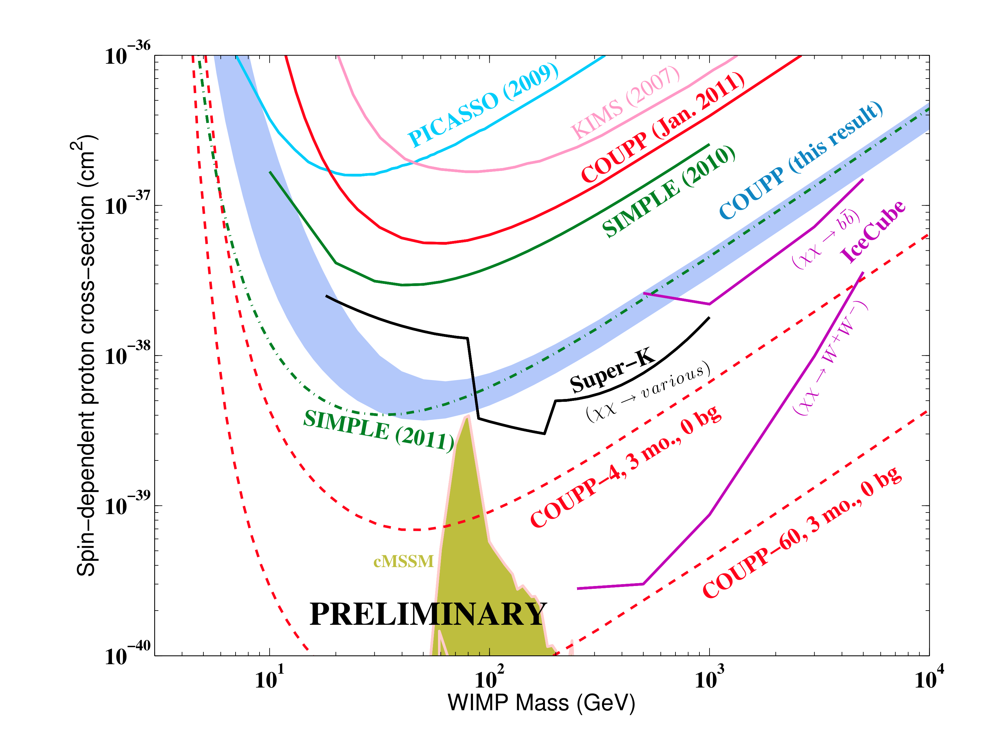 10−36
10−37
10−38
10−39
10−40
Spin−dependent proton cross−section (cm2)
PICASSO (2009)
KIMS (2007)
COUPP (Jan. 2011)
SIMPLE (2010)
COUPP (this result)
(χχ → bb̄)
IceCube
(χχ → W+W−)
Super−K
(χχ → various)
SIMPLE (2011)
COUPP−4, 3 mo., 0 bg
COUPP−60, 3 mo., 0 bg
cMSSM
PRELIMINARY
101
102
103
104
WIMP Mass (GeV)